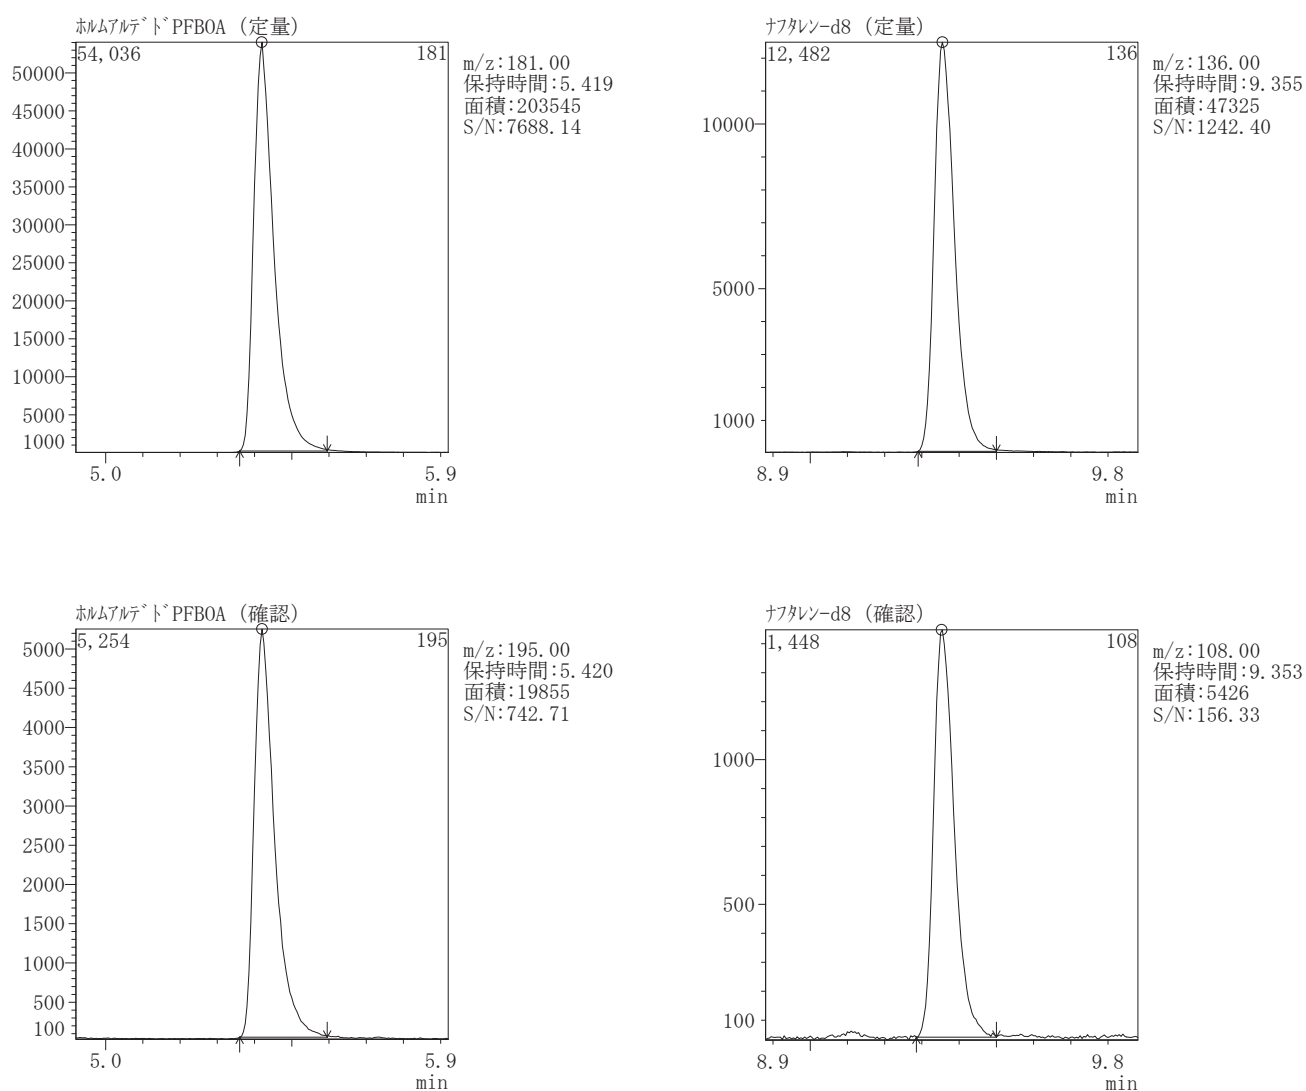 ﾎﾙﾑｱﾙﾃﾞﾄﾞPFBOA (定量)
54,036 181
50000
45000
40000
35000
30000
25000
20000
15000
10000
5000
1000
5.0 5.9
min
m/z:181.00
保持時間:5.419
面積:203545
S/N:7688.14
ﾅﾌﾀﾚﾝｰd8 (定量)
12,482 136
10000
5000
1000
8.9 9.8
min
m/z:136.00
保持時間:9.355
面積:47325
S/N:1242.40
ﾎﾙﾑｱﾙﾃﾞﾄﾞPFBOA (確認)
5,254 195
5000
4500
4000
3500
3000
2500
2000
1500
1000
500
100
5.0 5.9
min
m/z:195.00
保持時間:5.420
面積:19855
S/N:742.71
ﾅﾌﾀﾚﾝｰd8 (確認)
1,448 108
1000
500
100
8.9 9.8
min
m/z:108.00
保持時間:9.353
面積:5426
S/N:156.33